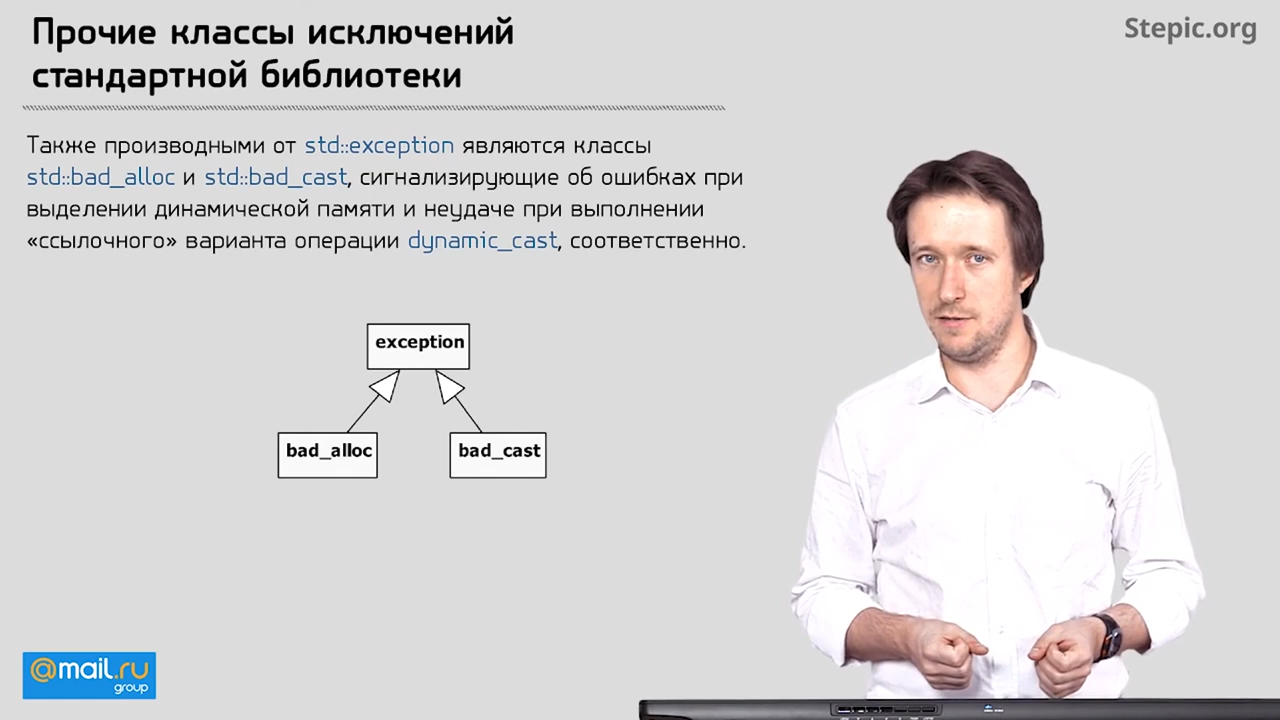 Прочие классы исключений
стандартной библиотеки
Stepic.org
Также производными от std::exception являются классы
std::bad_alloc и std::bad_cast, сигнализирующие об ошибках при
выделении динамической памяти и неудаче при выполнении
«ссылочного» варианта операции dynamic_cast, соответственно.
exception
bad_alloc
bad_cast
@mail.ru
group